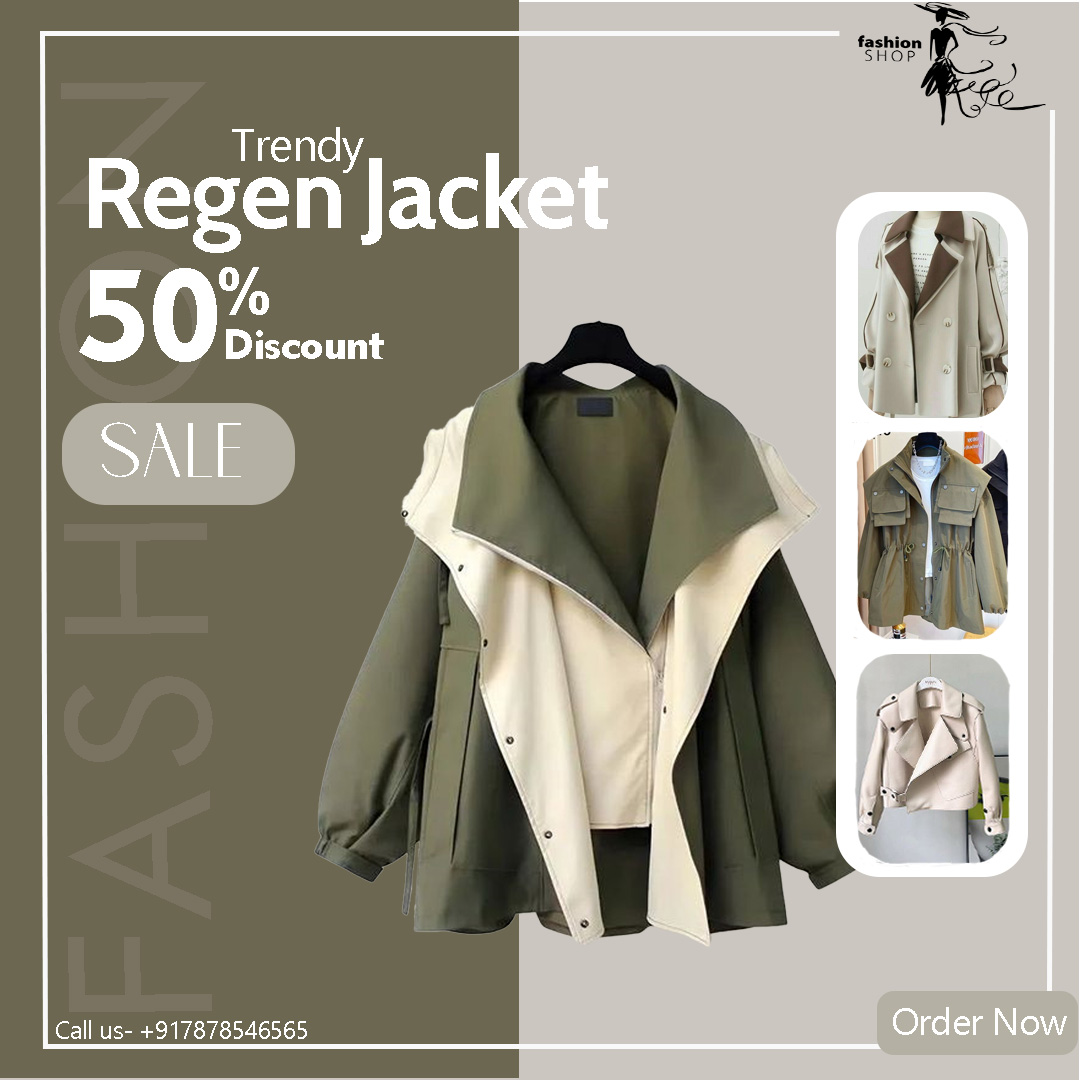 fashion
SHOP
Trendy
Regen Jacket
50%
Discount
SALE
FASHION
Call us- +917878546565
Order Now